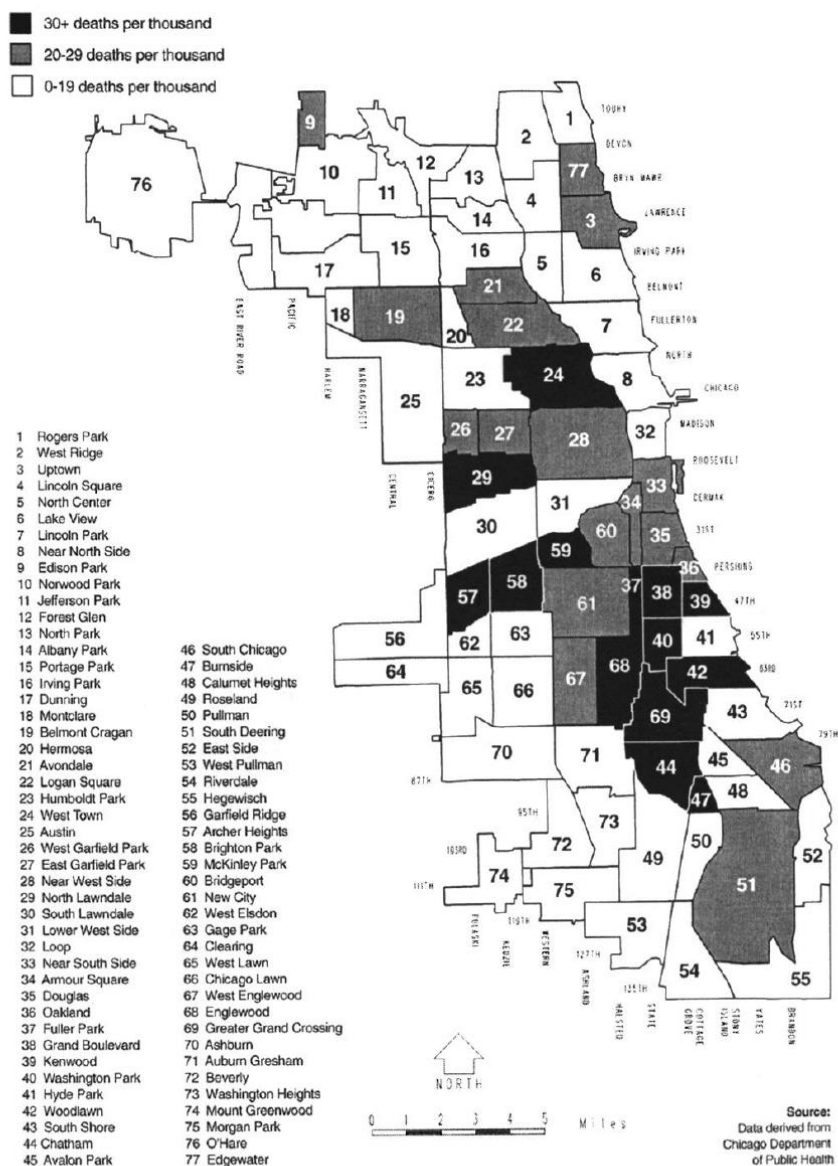 30+ deaths per thousand
20-29 deaths per thousand
0-19 deaths per thousand
TOUHY
DEVON
BRYN MAWR
LAWRENCE
IRVING PARK
BELMONT
FULLERTON
NORTH
CHICAGO
MADISON
ROOSEVELT
CERMAK
31ST
PERSHING
47TH
55TH
63RD
71ST
79TH
EAST RIVER ROAD
PACIFIC
HARLEM
NARRAGANSETT
CENTRAL
CICERO
87TH
95TH
103RD
111TH
119TH
127TH
135TH
PULASKI
KEDZIE
WESTERN
ASHLAND
HALSTED
STATE
COTTAGE GROVE
STONY ISLAND
YATES
BRANDON
1
2
77
3
4
5
6
7
8
9
10
11
12
13
14
15
16
17
18
19
20
21
22
23
24
25
26
27
28
29
30
31
32
33
34
35
36
37
38
39
40
41
42
43
44
45
46
47
48
49
50
51
52
53
54
55
56
57
58
59
60
61
62
63
64
65
66
67
68
69
70
71
72
73
74
75
76
1 Rogers Park
2 West Ridge
3 Uptown
4 Lincoln Square
5 North Center
6 Lake View
7 Lincoln Park
8 Near North Side
9 Edison Park
10 Norwood Park
11 Jefferson Park
12 Forest Glen
13 North Park
14 Albany Park
15 Portage Park
16 Irving Park
17 Dunning
18 Montclare
19 Belmont Cragan
20 Hermosa
21 Avondale
22 Logan Square
23 Humboldt Park
24 West Town
25 Austin
26 West Garfield Park
27 East Garfield Park
28 Near West Side
29 North Lawndale
30 South Lawndale
31 Lower West Side
32 Loop
33 Near South Side
34 Armour Square
35 Douglas
36 Oakland
37 Fuller Park
38 Grand Boulevard
39 Kenwood
40 Washington Park
41 Hyde Park
42 Woodlawn
43 South Shore
44 Chatham
45 Avalon Park
46 South Chicago
47 Burnside
48 Calumet Heights
49 Roseland
50 Pullman
51 South Deering
52 East Side
53 West Pullman
54 Riverdale
55 Hegewisch
56 Garfield Ridge
57 Archer Heights
58 Brighton Park
59 McKinley Park
60 Bridgeport
61 New City
62 West Elsdon
63 Gage Park
64 Clearing
65 West Lawn
66 Chicago Lawn
67 West Englewood
68 Englewood
69 Greater Grand Crossing
70 Ashburn
71 Auburn Gresham
72 Beverly
73 Washington Heights
74 Mount Greenwood
75 Morgan Park
76 O'Hare
77 Edgewater
NORTH
0 1 2 3 4 5 Miles
Source:
Data derived from
Chicago Department
of Public Health